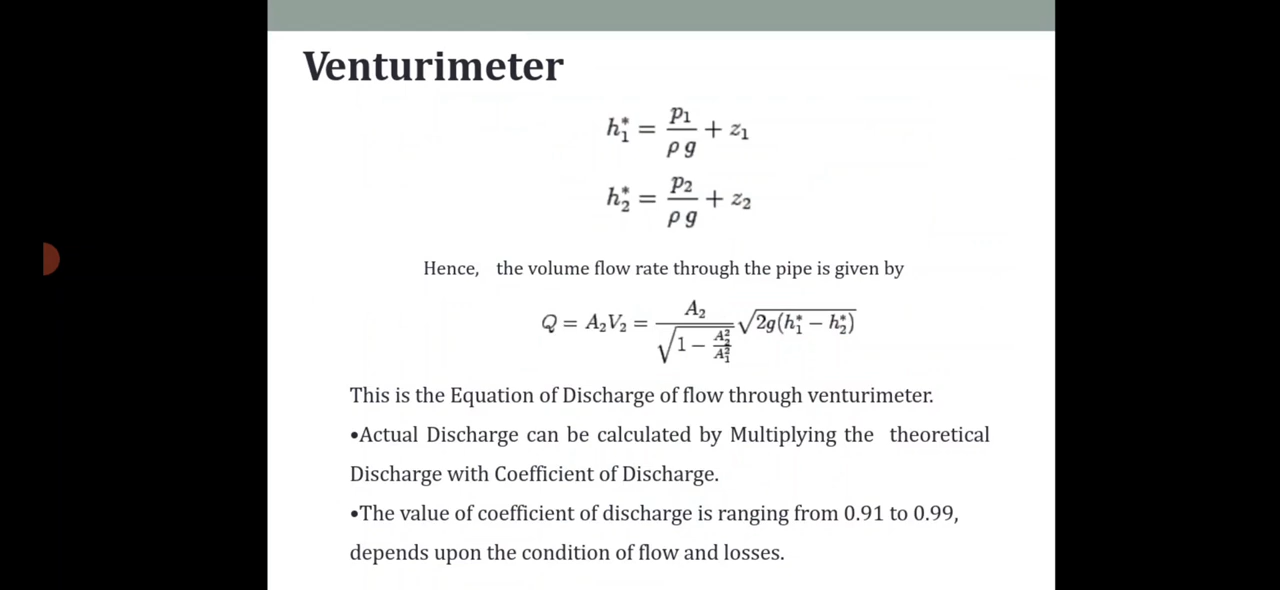 Venturimeter
h₁* = p₁ / ρ g + z₁
h₂* = p₂ / ρ g + z₂
Hence, the volume flow rate through the pipe is given by
Q = A₂V₂ = A₂ / √(1 − A₂²/A₁²) √(2g(h₁* − h₂*))
This is the Equation of Discharge of flow through venturimeter.
•Actual Discharge can be calculated by Multiplying the theoretical
Discharge with Coefficient of Discharge.
•The value of coefficient of discharge is ranging from 0.91 to 0.99,
depends upon the condition of flow and losses.